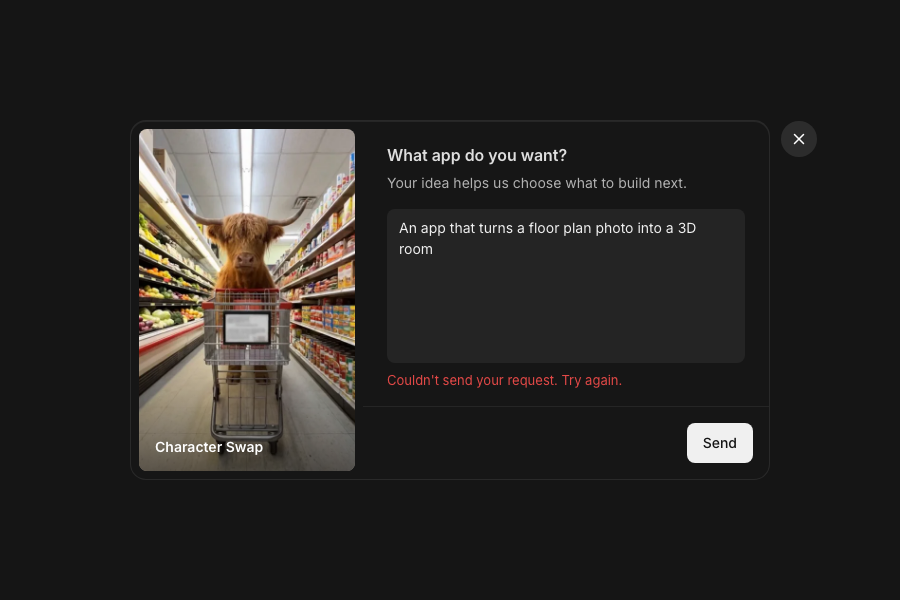 What app do you want?
Your idea helps us choose what to build next.
An app that turns a floor plan photo into a 3D
room
Couldn't send your request. Try again.
Character Swap
Send